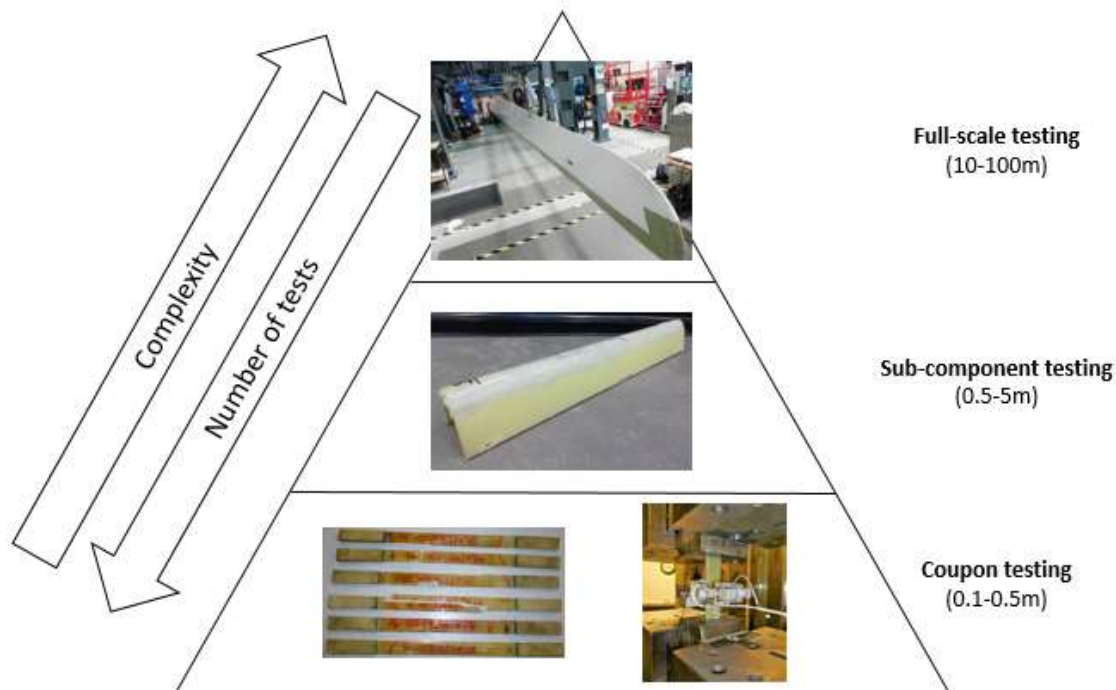 Complexity
Number of tests
Full-scale testing
(10-100m)
Sub-component testing
(0.5-5m)
Coupon testing
(0.1-0.5m)